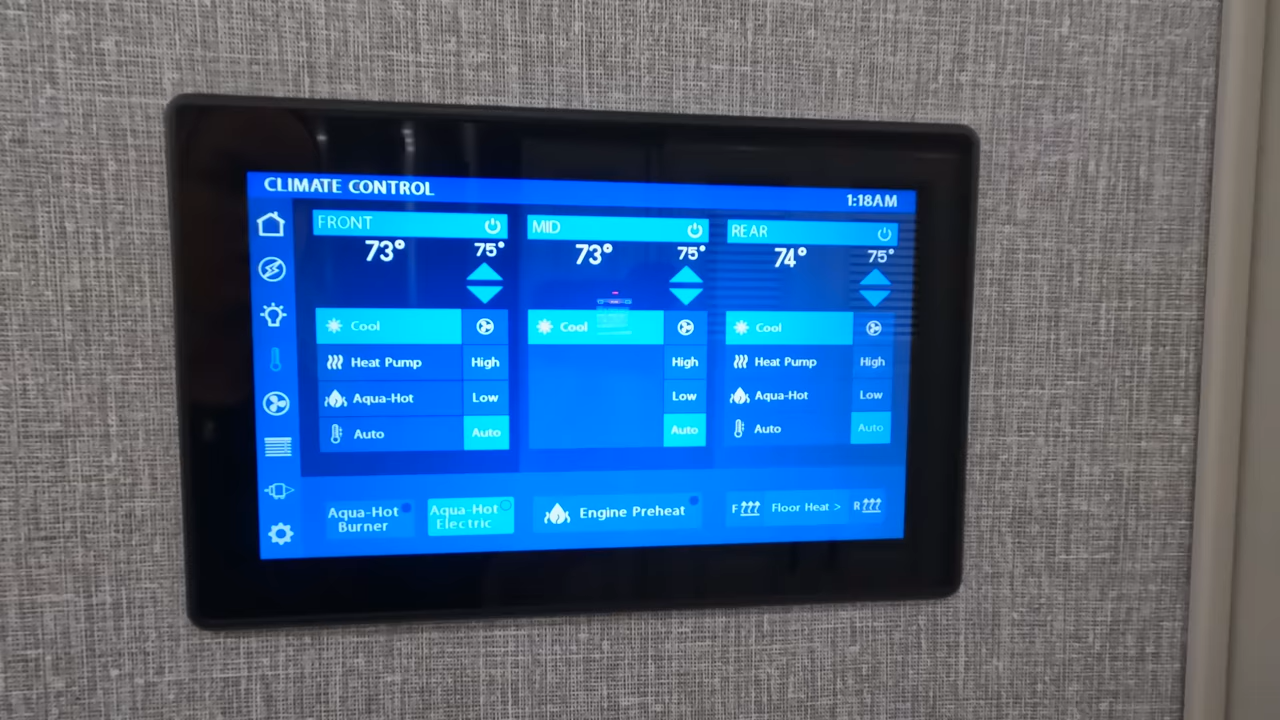 CLIMATE CONTROL
1:18AM
FRONT
73°
75°
Cool
Heat Pump
High
Aqua-Hot
Low
Auto
Auto
MID
73°
75°
Cool
High
Low
Auto
REAR
74°
75°
Cool
Heat Pump
High
Aqua-Hot
Low
Auto
Auto
Aqua-Hot
Burner
Aqua-Hot
Electric
Engine Preheat
F
Floor Heat >
R